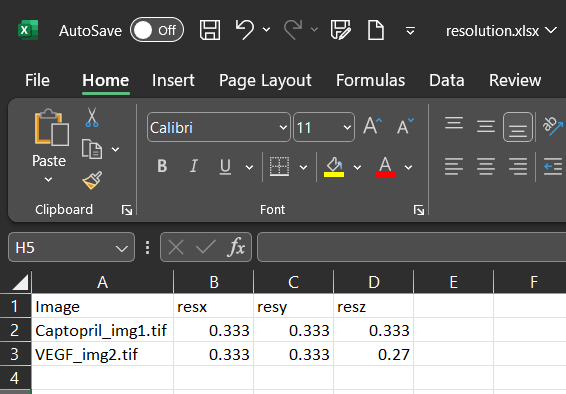 AutoSave Off resolution.xlsx
File Home Insert Page Layout Formulas Data Review
Paste Calibri 11 A A ab
B I U A
Clipboard Font
H5 fx
A B C D E F
1 Image resx resy resz
2 Captopril_img1.tif 0.333 0.333 0.333
3 VEGF_img2.tif 0.333 0.333 0.27
4